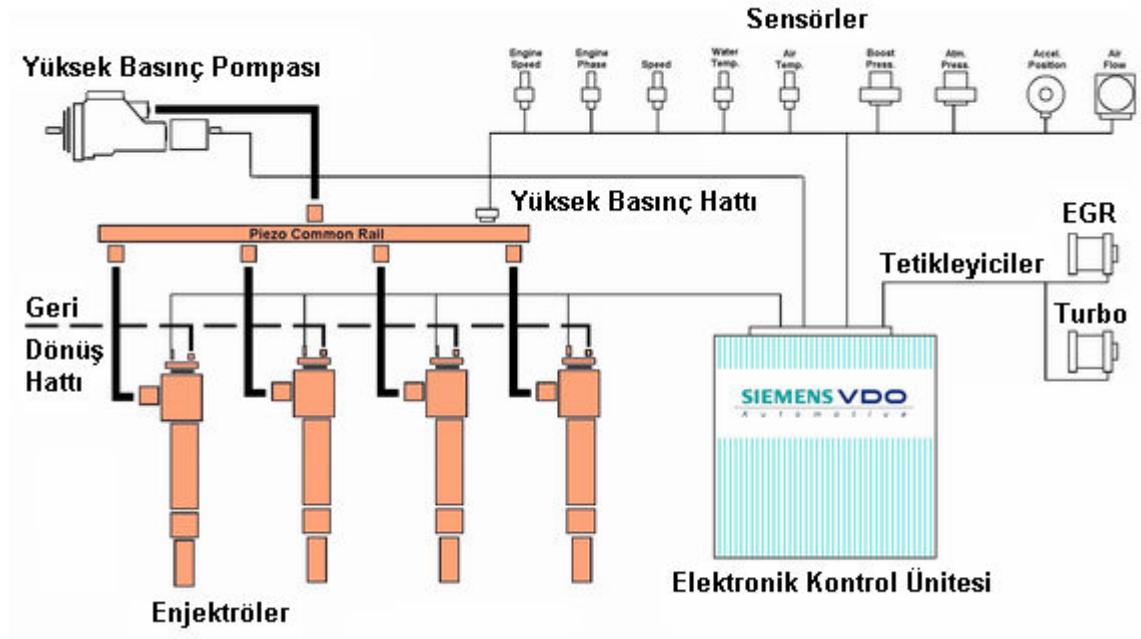 Sensörler
Yüksek Basınç Pompası
Engine
Speed
Engine
Phase
Speed
Water
Temp.
Air
Temp.
Boost
Press.
Atm.
Press.
Accel.
Position
Air
Flow
Yüksek Basınç Hattı
Piezo Common Rail
EGR
Tetikleyiciler
Turbo
Geri
Dönüş
Hattı
SIEMENS VDO
Automotive
Elektronik Kontrol Ünitesi
Enjektröler